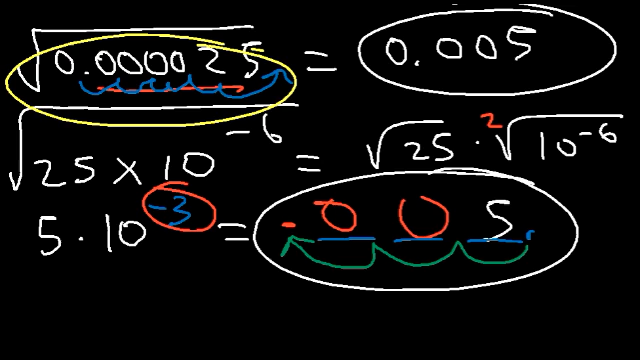 √0.000025 = 0.005
√25 × 10⁻⁶ = √25 · ²√10⁻⁶
5 · 10⁻³ = .005.